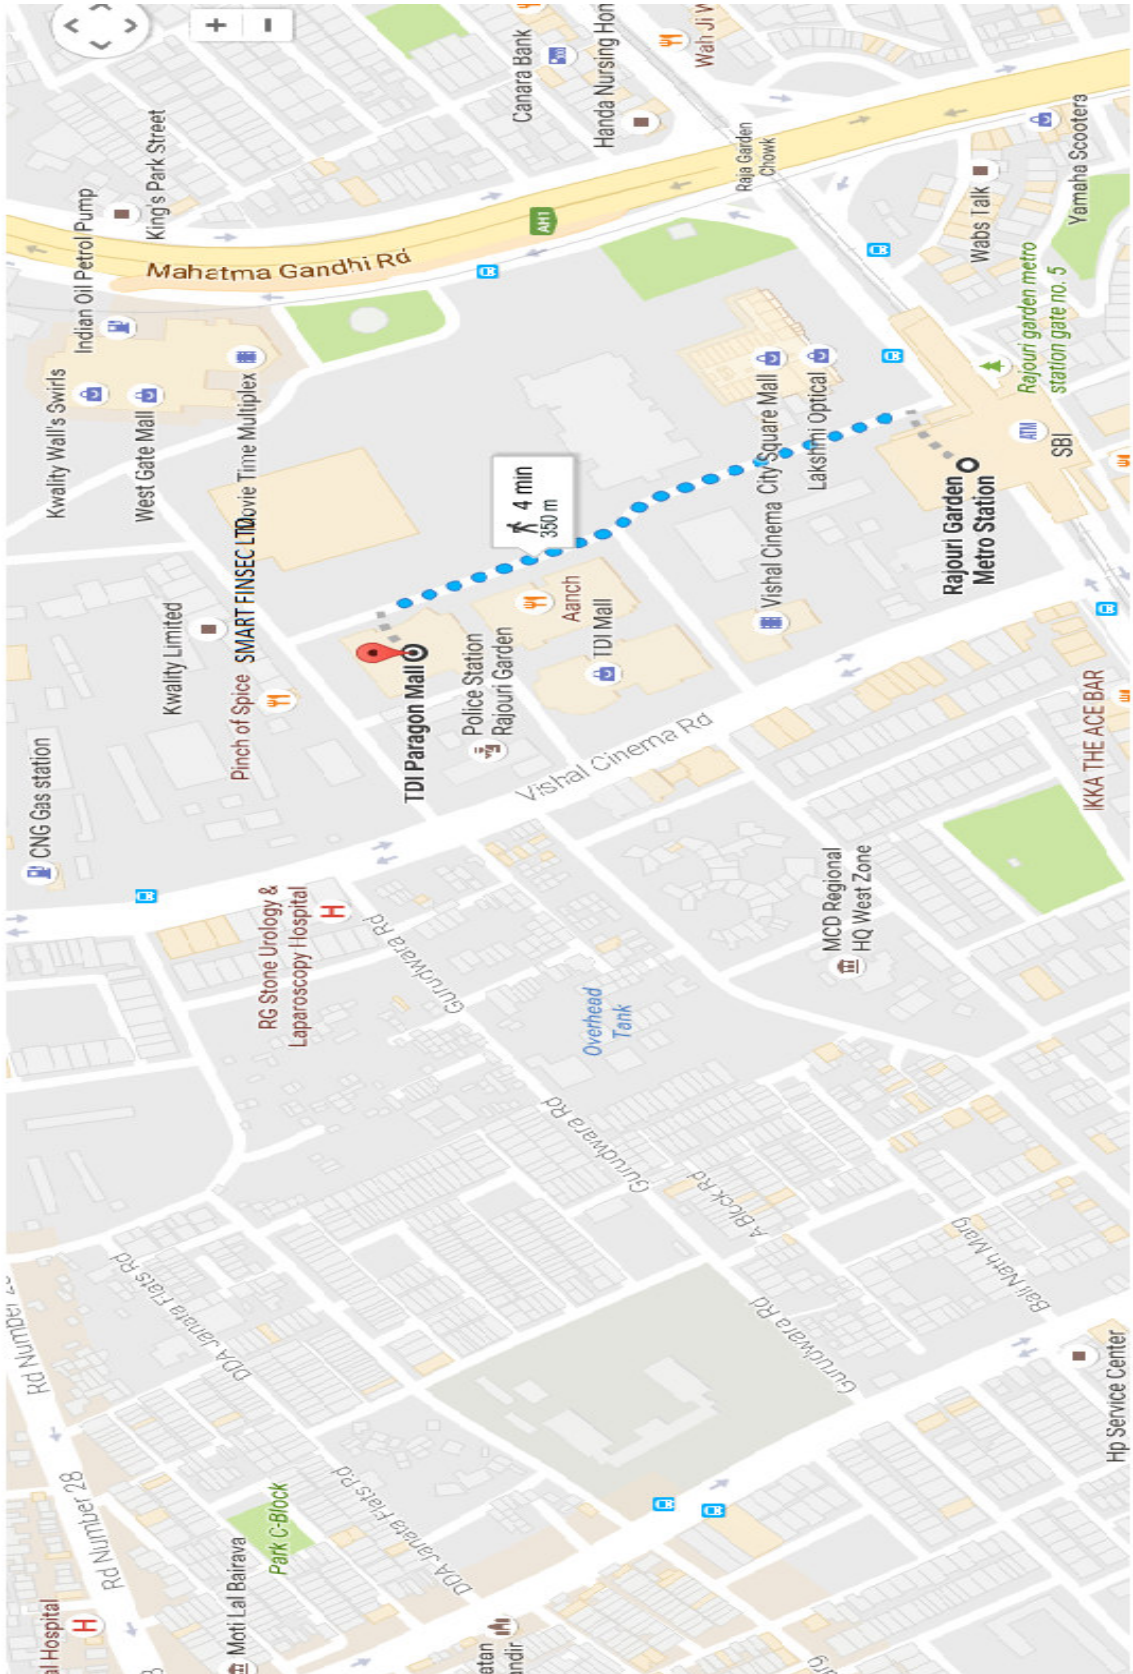 al Hospital
Rd Number 28
Moti Lal Bairava
Park C-Block
DDA Janata Flats Rd
DDA Janata Flats Rd
Gurudwara Rd
Bali Nath Marg
A Block Rd
Gurudwara Rd
Hp Service Center
Overhead
Tank
Gurudwara Rd
MCD Regional
HQ West Zone
RG Stone Urology &
Laparoscopy Hospital
CNG Gas station
Vishal Cinema Rd
IKKA THE ACE BAR
Kwality Limited
Pinch of Spice
SMART FINSEC LTD
ovie Time Multiplex
TDI Paragon Mall
Police Station
Rajouri Garden
Aanch
TDI Mall
4 min
350 m
Vishal Cinema
City Square Mall
Lakshmi Optical
Rajouri Garden
Metro Station
SBI
ATM
Rajouri garden metro
station gate no. 5
Kwality Wall's Swirls
West Gate Mall
Indian Oil Petrol Pump
King's Park Street
Mahatma Gandhi Rd
AH1
Raja Garden
Chowk
Wabs Talk
Yamaha Scooters
Canara Bank
Handa Nursing Hon
Wah Ji